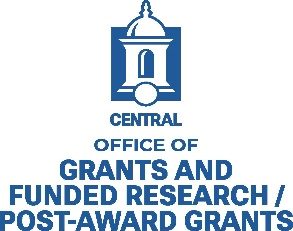 CENTRAL
OFFICE OF
GRANTS AND
FUNDED RESEARCH /
POST-AWARD GRANTS